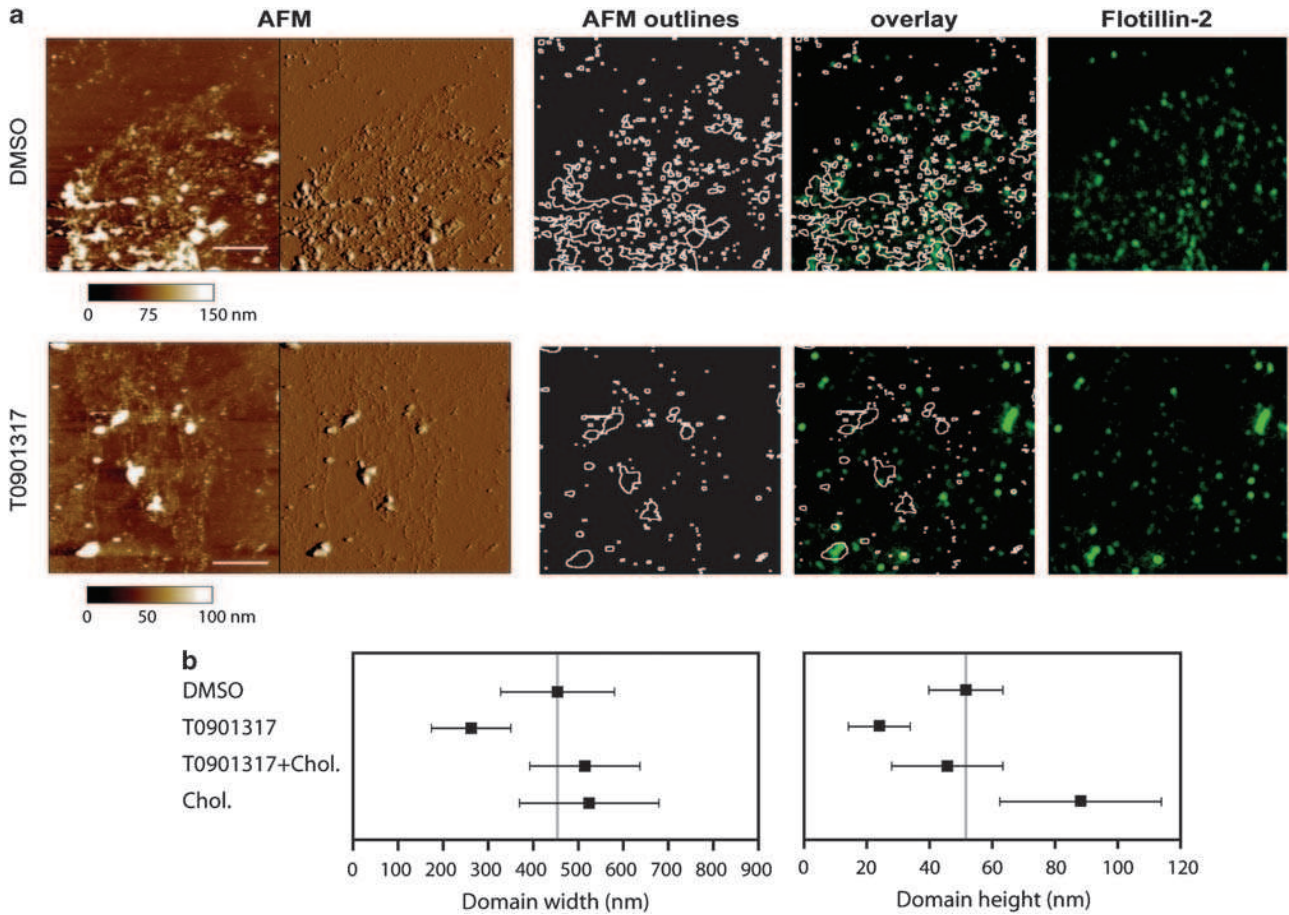 a
AFM
AFM outlines
overlay
Flotillin-2
DMSO
0 75 150 nm
T0901317
0 50 100 nm
b
DMSO
T0901317
T0901317+Chol.
Chol.
0 100 200 300 400 500 600 700 800 900
Domain width (nm)
0 20 40 60 80 100 120
Domain height (nm)